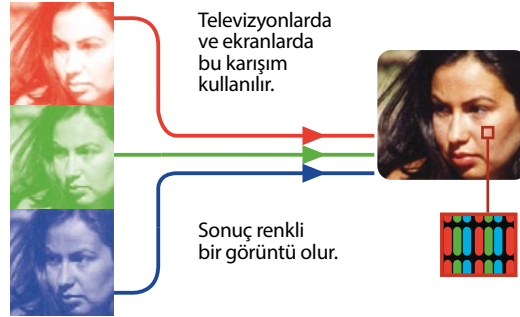 Televizyonlarda
ve ekranlarda
bu karışım
kullanılır.
Sonuç renkli
bir görüntü olur.